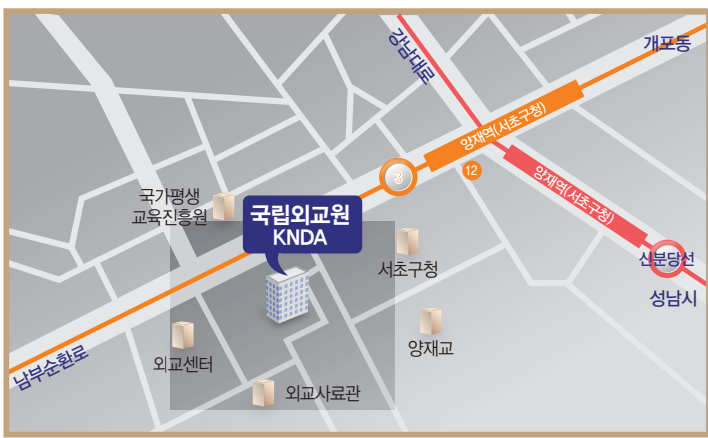 강남대로
개포동
양재역(서초구청)
3
12
양재역(서초구청)
국가평생
교육진흥원
국립외교원
KNDA
서초구청
신분당선
성남시
양재교
남부순환로
외교센터
외교사료관